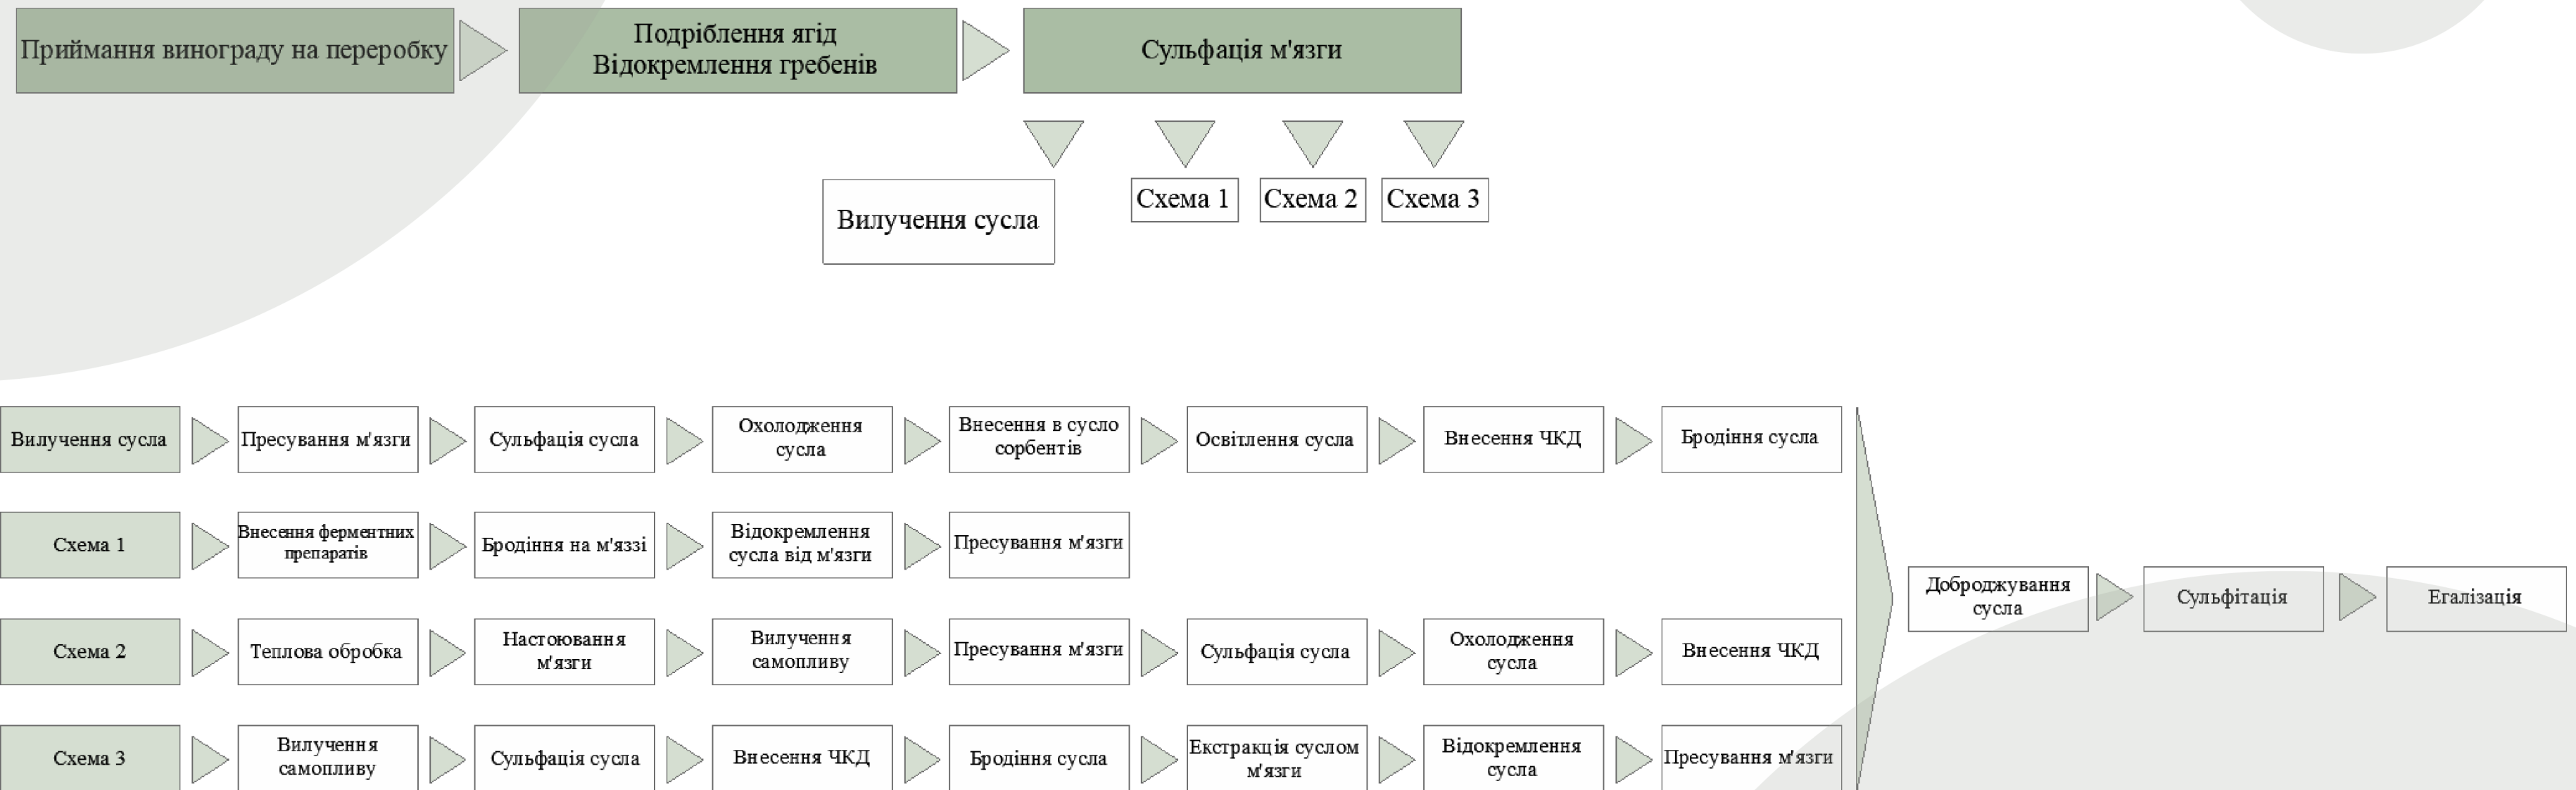 Приймання винограду на переробку
Подріблення ягід
Відокремлення гребенів
Сульфація м'язги
Вилучення сусла
Схема 1
Схема 2
Схема 3
Вилучення сусла
Пресування м'язги
Сульфація сусла
Охолодження
сусла
Внесення в сусло
сорбентів
Освітлення сусла
Внесення ЧКД
Бродіння сусла
Схема 1
Внесення ферментних
препаратів
Бродіння на м'яззі
Відокремлення
сусла від м'язги
Пресування м'язги
Схема 2
Теплова обробка
Настоювання
м'язги
Вилучення
самопливу
Пресування м'язги
Сульфація сусла
Охолодження
сусла
Внесення ЧКД
Схема 3
Вилучення
самопливу
Сульфація сусла
Внесення ЧКД
Бродіння сусла
Екстракція суслом
м'язги
Відокремлення
сусла
Пресування м'язги
Доброджування
сусла
Сульфітація
Егалізація